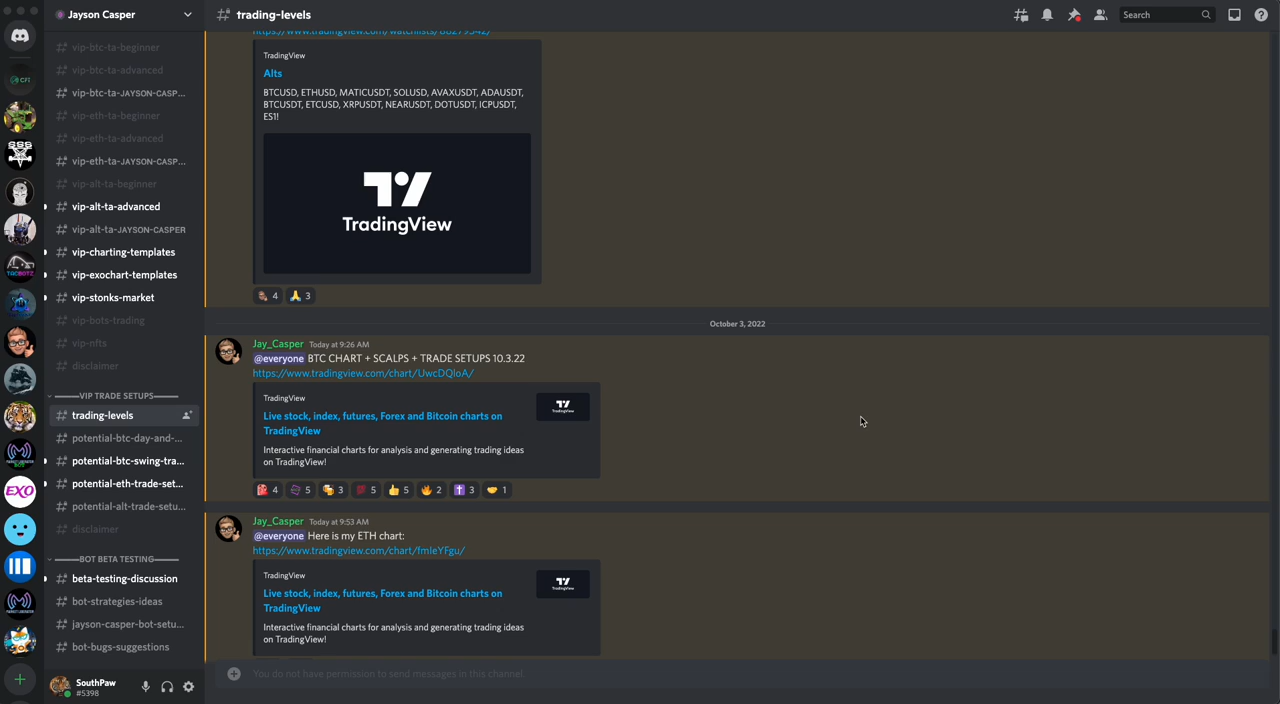 Jayson Casper
trading-levels
Search
vip-btc-ta-beginner
vip-btc-ta-advanced
vip-btc-ta-JAYSON-CASP...
vip-eth-ta-beginner
vip-eth-ta-advanced
vip-eth-ta-JAYSON-CASP...
vip-alt-ta-beginner
vip-alt-ta-advanced
vip-alt-ta-JAYSON-CASPER
vip-charting-templates
vip-exochart-templates
vip-stonks-market
vip-bots-trading
vip-nfts
disclaimer
VIP TRADE SETUPS
trading-levels
potential-btc-day-and-...
potential-btc-swing-tra...
potential-eth-trade-set...
potential-alt-trade-setu...
disclaimer
BOT BETA TESTING
beta-testing-discussion
bot-strategies-ideas
jayson-casper-bot-setu...
bot-bugs-suggestions
SouthPaw
#5398
TradingView
Alts
BTCUSD, ETHUSD, MATICUSDT, SOLUSD, AVAXUSDT, ADAUSDT,
BTCUSDT, ETCUSD, XRPUSDT, NEARUSDT, DOTUSDT, ICPUSDT,
ES1!
TradingView
4 3
October 3, 2022
Jay_Casper Today at 9:26 AM
@everyone BTC CHART + SCALPS + TRADE SETUPS 10.3.22
https://www.tradingview.com/chart/UwcDQIoA/
TradingView
Live stock, index, futures, Forex and Bitcoin charts on
TradingView
Interactive financial charts for analysis and generating trading ideas
on TradingView!
TradingView
4 5 3 5 5 2 3 1
Jay_Casper Today at 9:53 AM
@everyone Here is my ETH chart:
https://www.tradingview.com/chart/fmleYFgu/
TradingView
Live stock, index, futures, Forex and Bitcoin charts on
TradingView
Interactive financial charts for analysis and generating trading ideas
on TradingView!
TradingView
You do not have permission to send messages in this channel.
CFI
SSS
EXO